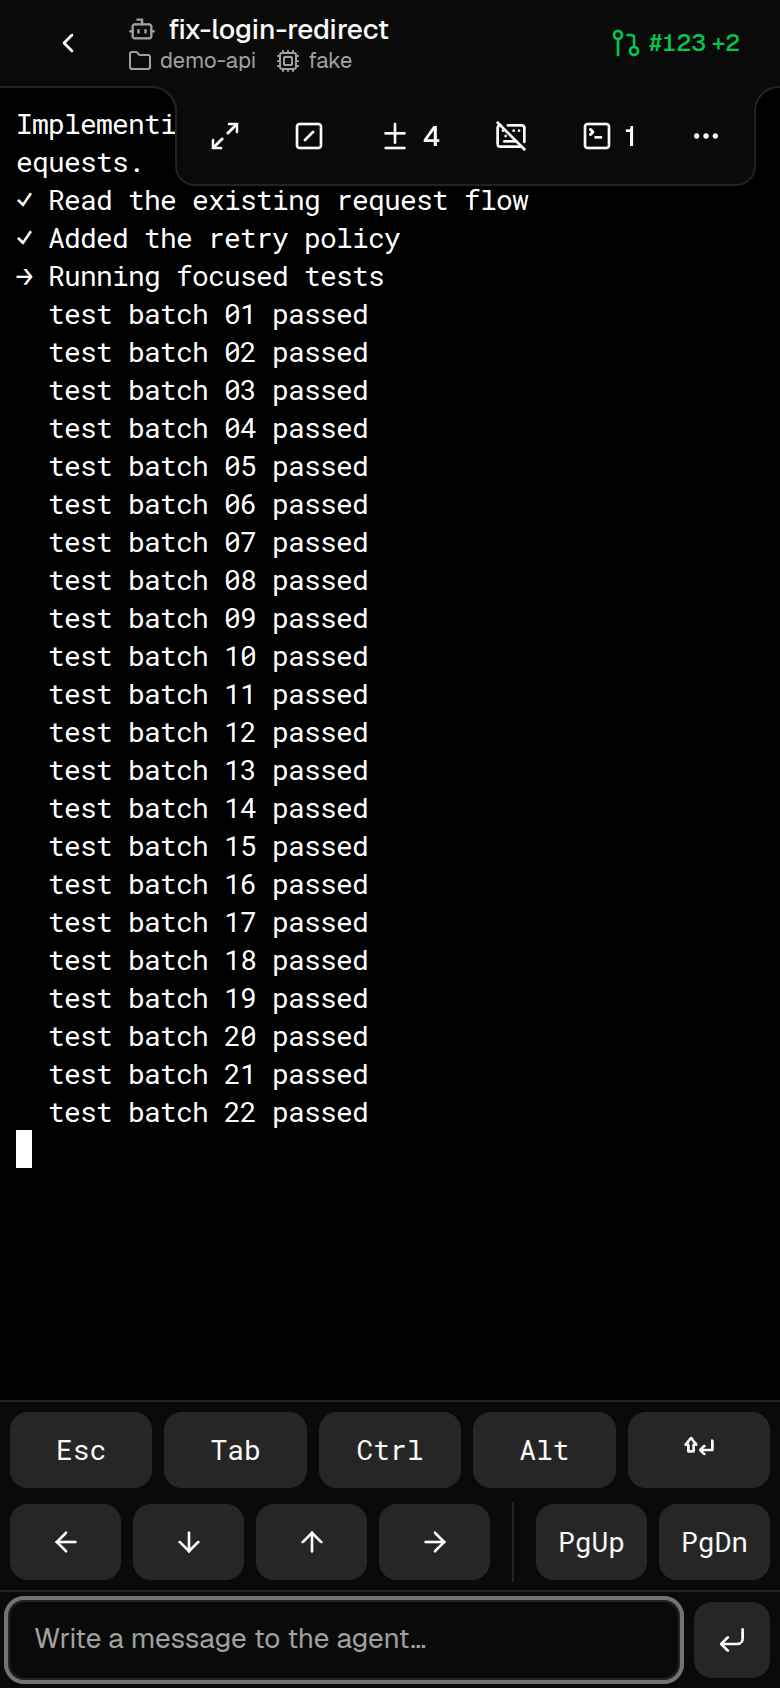 fix-login-redirect
demo-api fake
#123 +2
4
1
Implementi
equests.
✓ Read the existing request flow
✓ Added the retry policy
→ Running focused tests
test batch 01 passed
test batch 02 passed
test batch 03 passed
test batch 04 passed
test batch 05 passed
test batch 06 passed
test batch 07 passed
test batch 08 passed
test batch 09 passed
test batch 10 passed
test batch 11 passed
test batch 12 passed
test batch 13 passed
test batch 14 passed
test batch 15 passed
test batch 16 passed
test batch 17 passed
test batch 18 passed
test batch 19 passed
test batch 20 passed
test batch 21 passed
test batch 22 passed
Esc Tab Ctrl Alt
← ↓ ↑ → PgUp PgDn
Write a message to the agent…